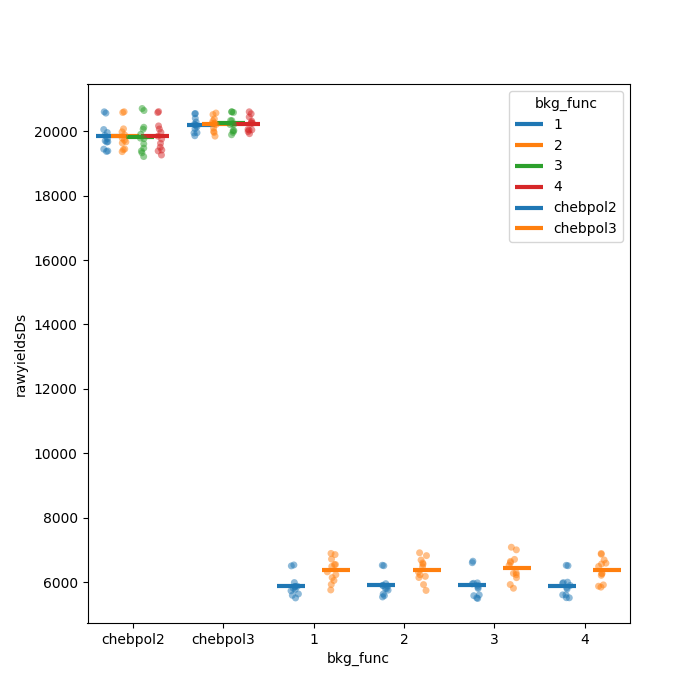 bkg_func
1
2
3
4
chebpol2
chebpol3
20000
18000
16000
14000
12000
10000
8000
6000
rawyieldsDs
chebpol2 chebpol3 1 2 3 4
bkg_func